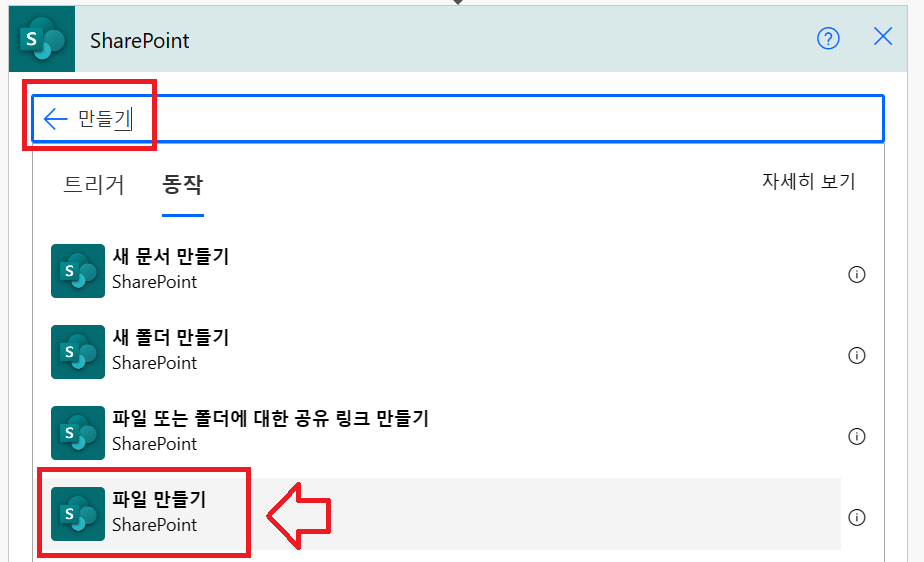 SharePoint
만들기
트리거 동작 자세히 보기
새 문서 만들기
SharePoint
새 폴더 만들기
SharePoint
파일 또는 폴더에 대한 공유 링크 만들기
SharePoint
파일 만들기
SharePoint